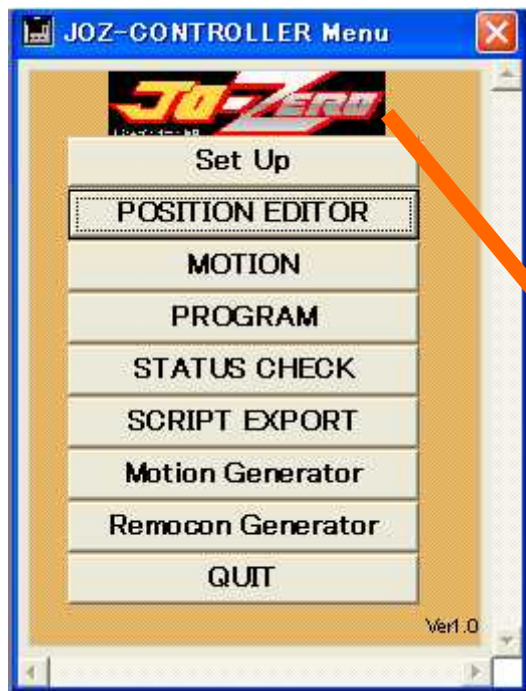 JOZ-CONTROLLER Menu
JO-ZERO
Set Up
POSITION EDITOR
MOTION
PROGRAM
STATUS CHECK
SCRIPT EXPORT
Motion Generator
Remocon Generator
QUIT
Ver1.0